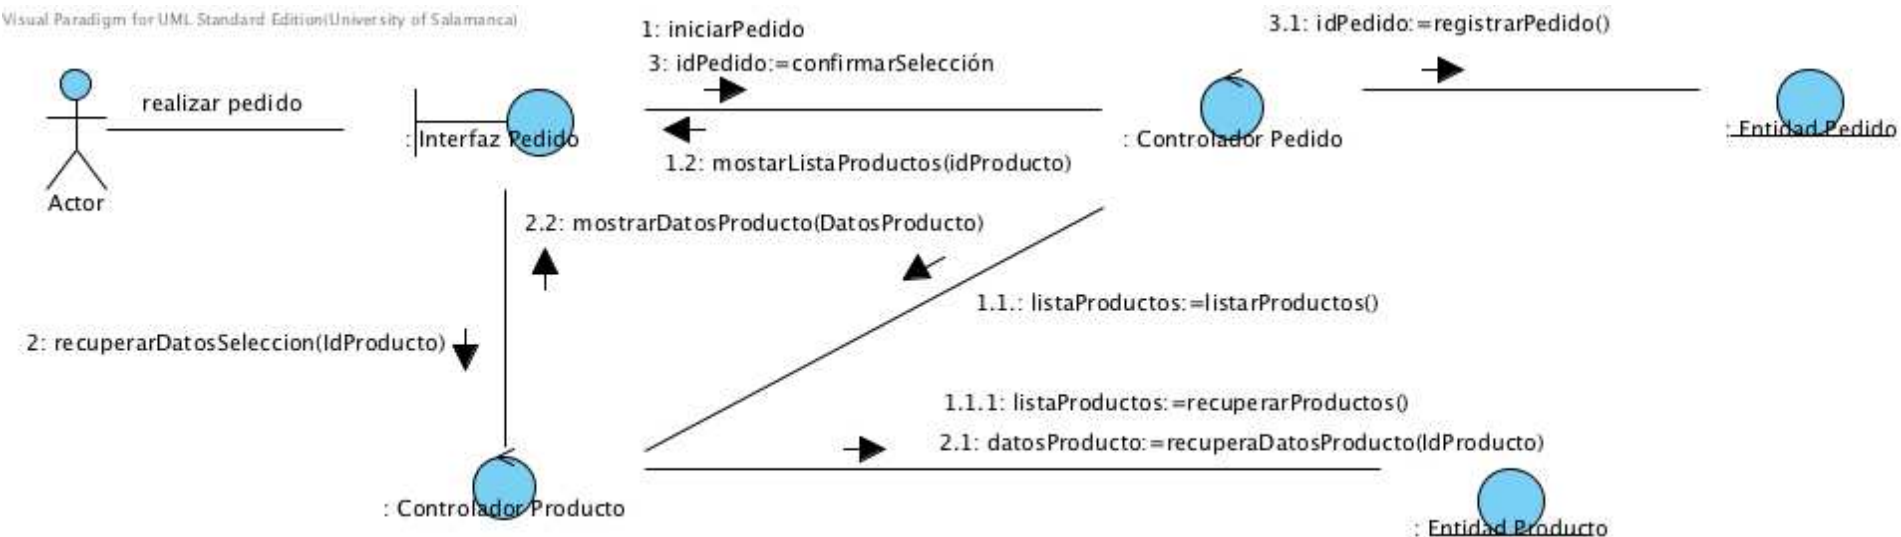 Visual Paradigm for UML Standard Edition(University of Salamanca)
1: iniciarPedido
3: idPedido:=confirmarSelección
3.1: idPedido:=registrarPedido()
realizar pedido
: Interfaz Pedido
: Controlador Pedido
: Entidad Pedido
1.2: mostarListaProductos(idProducto)
Actor
2.2: mostrarDatosProducto(DatosProducto)
1.1.: listaProductos:=listarProductos()
2: recuperarDatosSeleccion(IdProducto)
1.1.1: listaProductos:=recuperarProductos()
2.1: datosProducto:=recuperaDatosProducto(IdProducto)
: Controlador Producto
: Entidad Producto